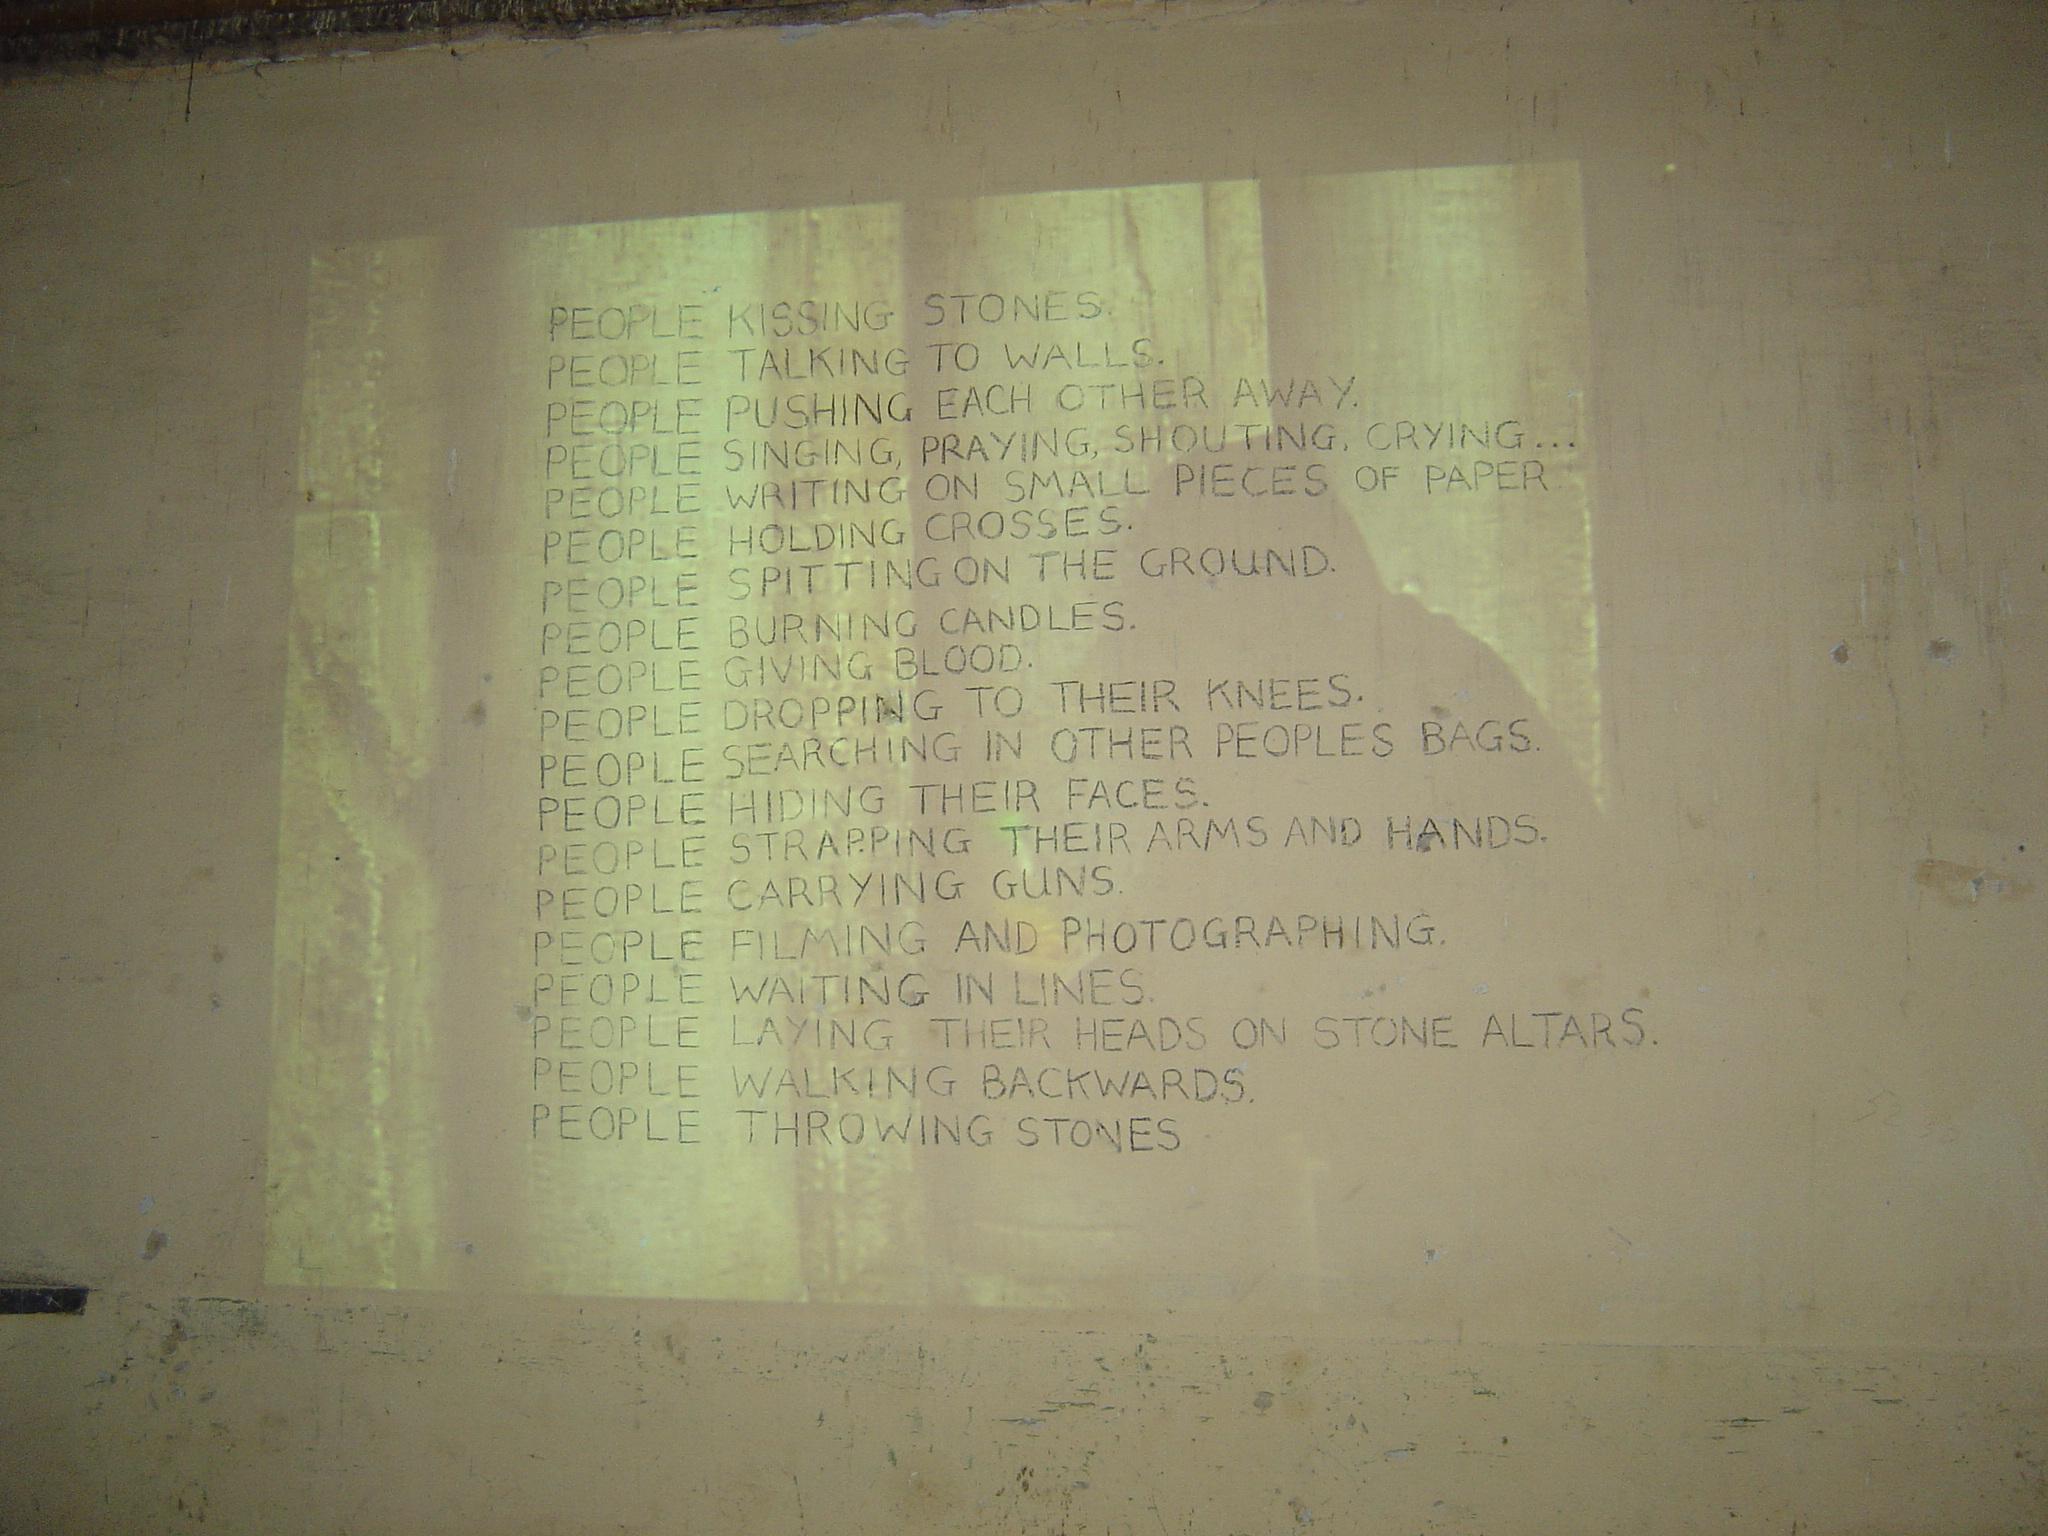 PEOPLE KISSING STONES.
PEOPLE TALKING TO WALLS.
PEOPLE PUSHING EACH OTHER AWAY.
PEOPLE SINGING, PRAYING, SHOUTING, CRYING...
PEOPLE WRITING ON SMALL PIECES OF PAPER.
PEOPLE HOLDING CROSSES.
PEOPLE SPITTING ON THE GROUND.
PEOPLE BURNING CANDLES.
PEOPLE GIVING BLOOD.
PEOPLE DROPPING TO THEIR KNEES.
PEOPLE SEARCHING IN OTHER PEOPLES BAGS.
PEOPLE HIDING THEIR FACES.
PEOPLE STRAPPING THEIR ARMS AND HANDS.
PEOPLE CARRYING GUNS.
PEOPLE FILMING AND PHOTOGRAPHING.
PEOPLE WAITING IN LINES.
PEOPLE LAYING THEIR HEADS ON STONE ALTARS.
PEOPLE WALKING BACKWARDS.
PEOPLE THROWING STONES